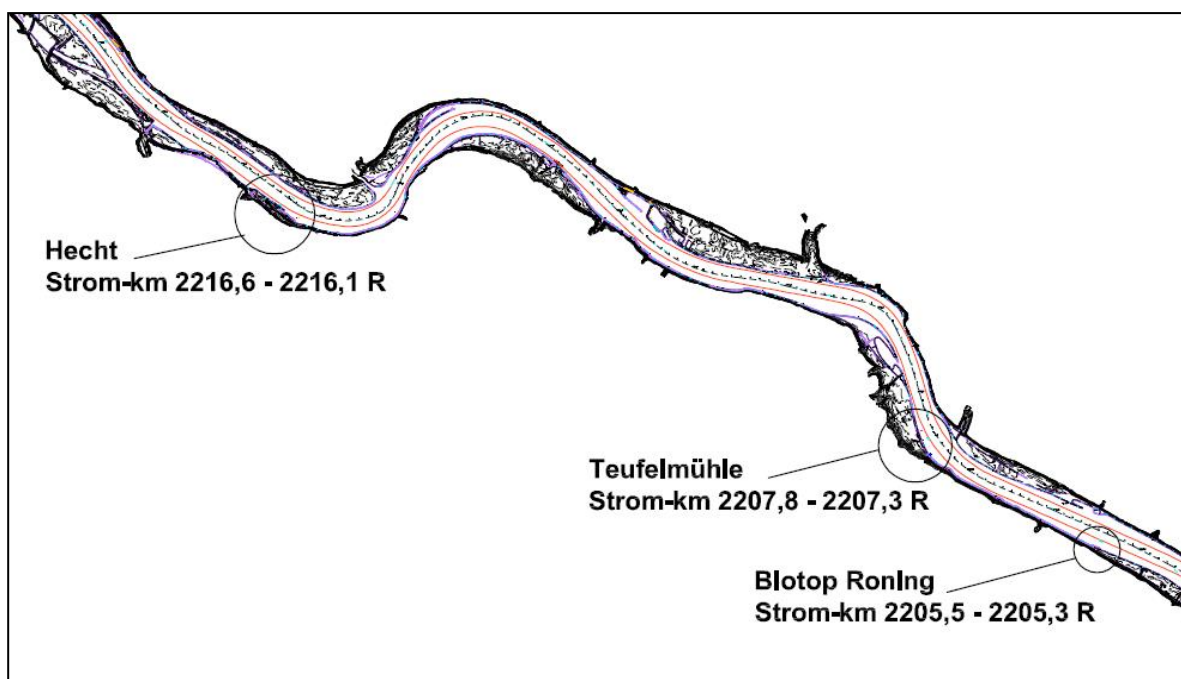 Hecht
Strom-km 2216,6 - 2216,1 R
Teufelmühle
Strom-km 2207,8 - 2207,3 R
Biotop Roning
Strom-km 2205,5 - 2205,3 R